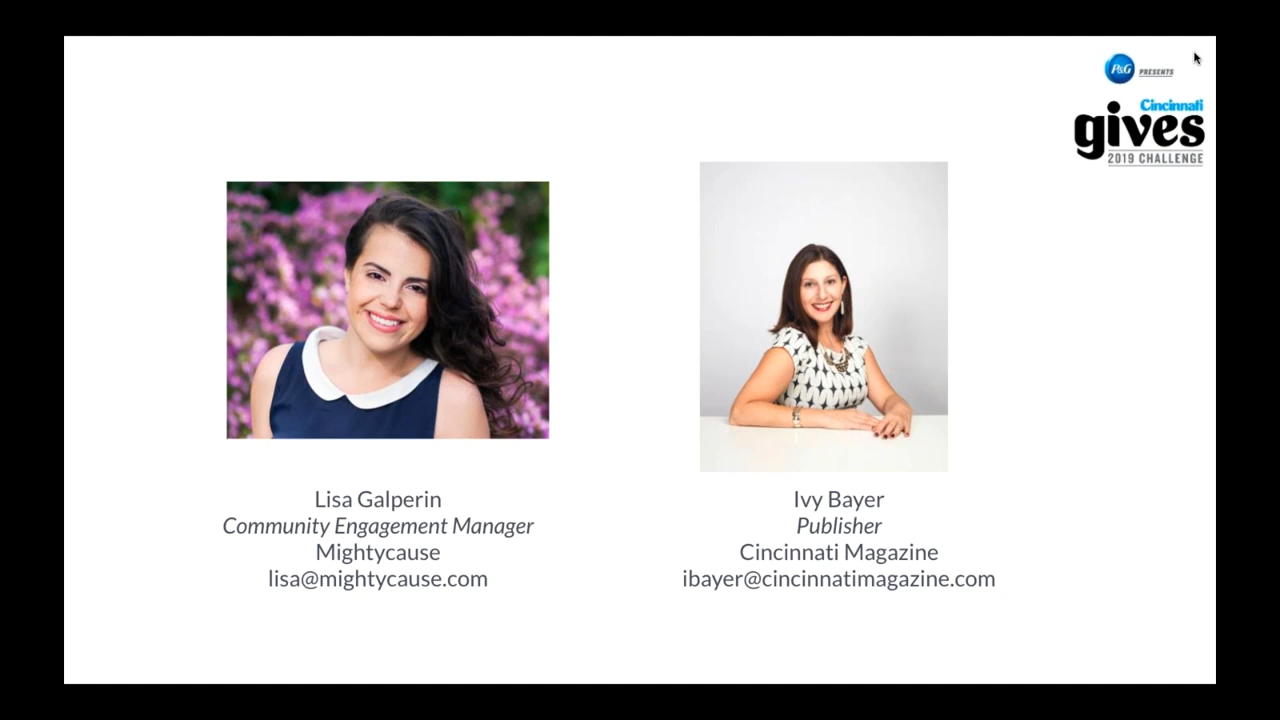 P&G PRESENTS
Cincinnati
gives
2019 CHALLENGE
Lisa Galperin
Community Engagement Manager
Mightycause
lisa@mightycause.com
Ivy Bayer
Publisher
Cincinnati Magazine
ibayer@cincinnatimagazine.com